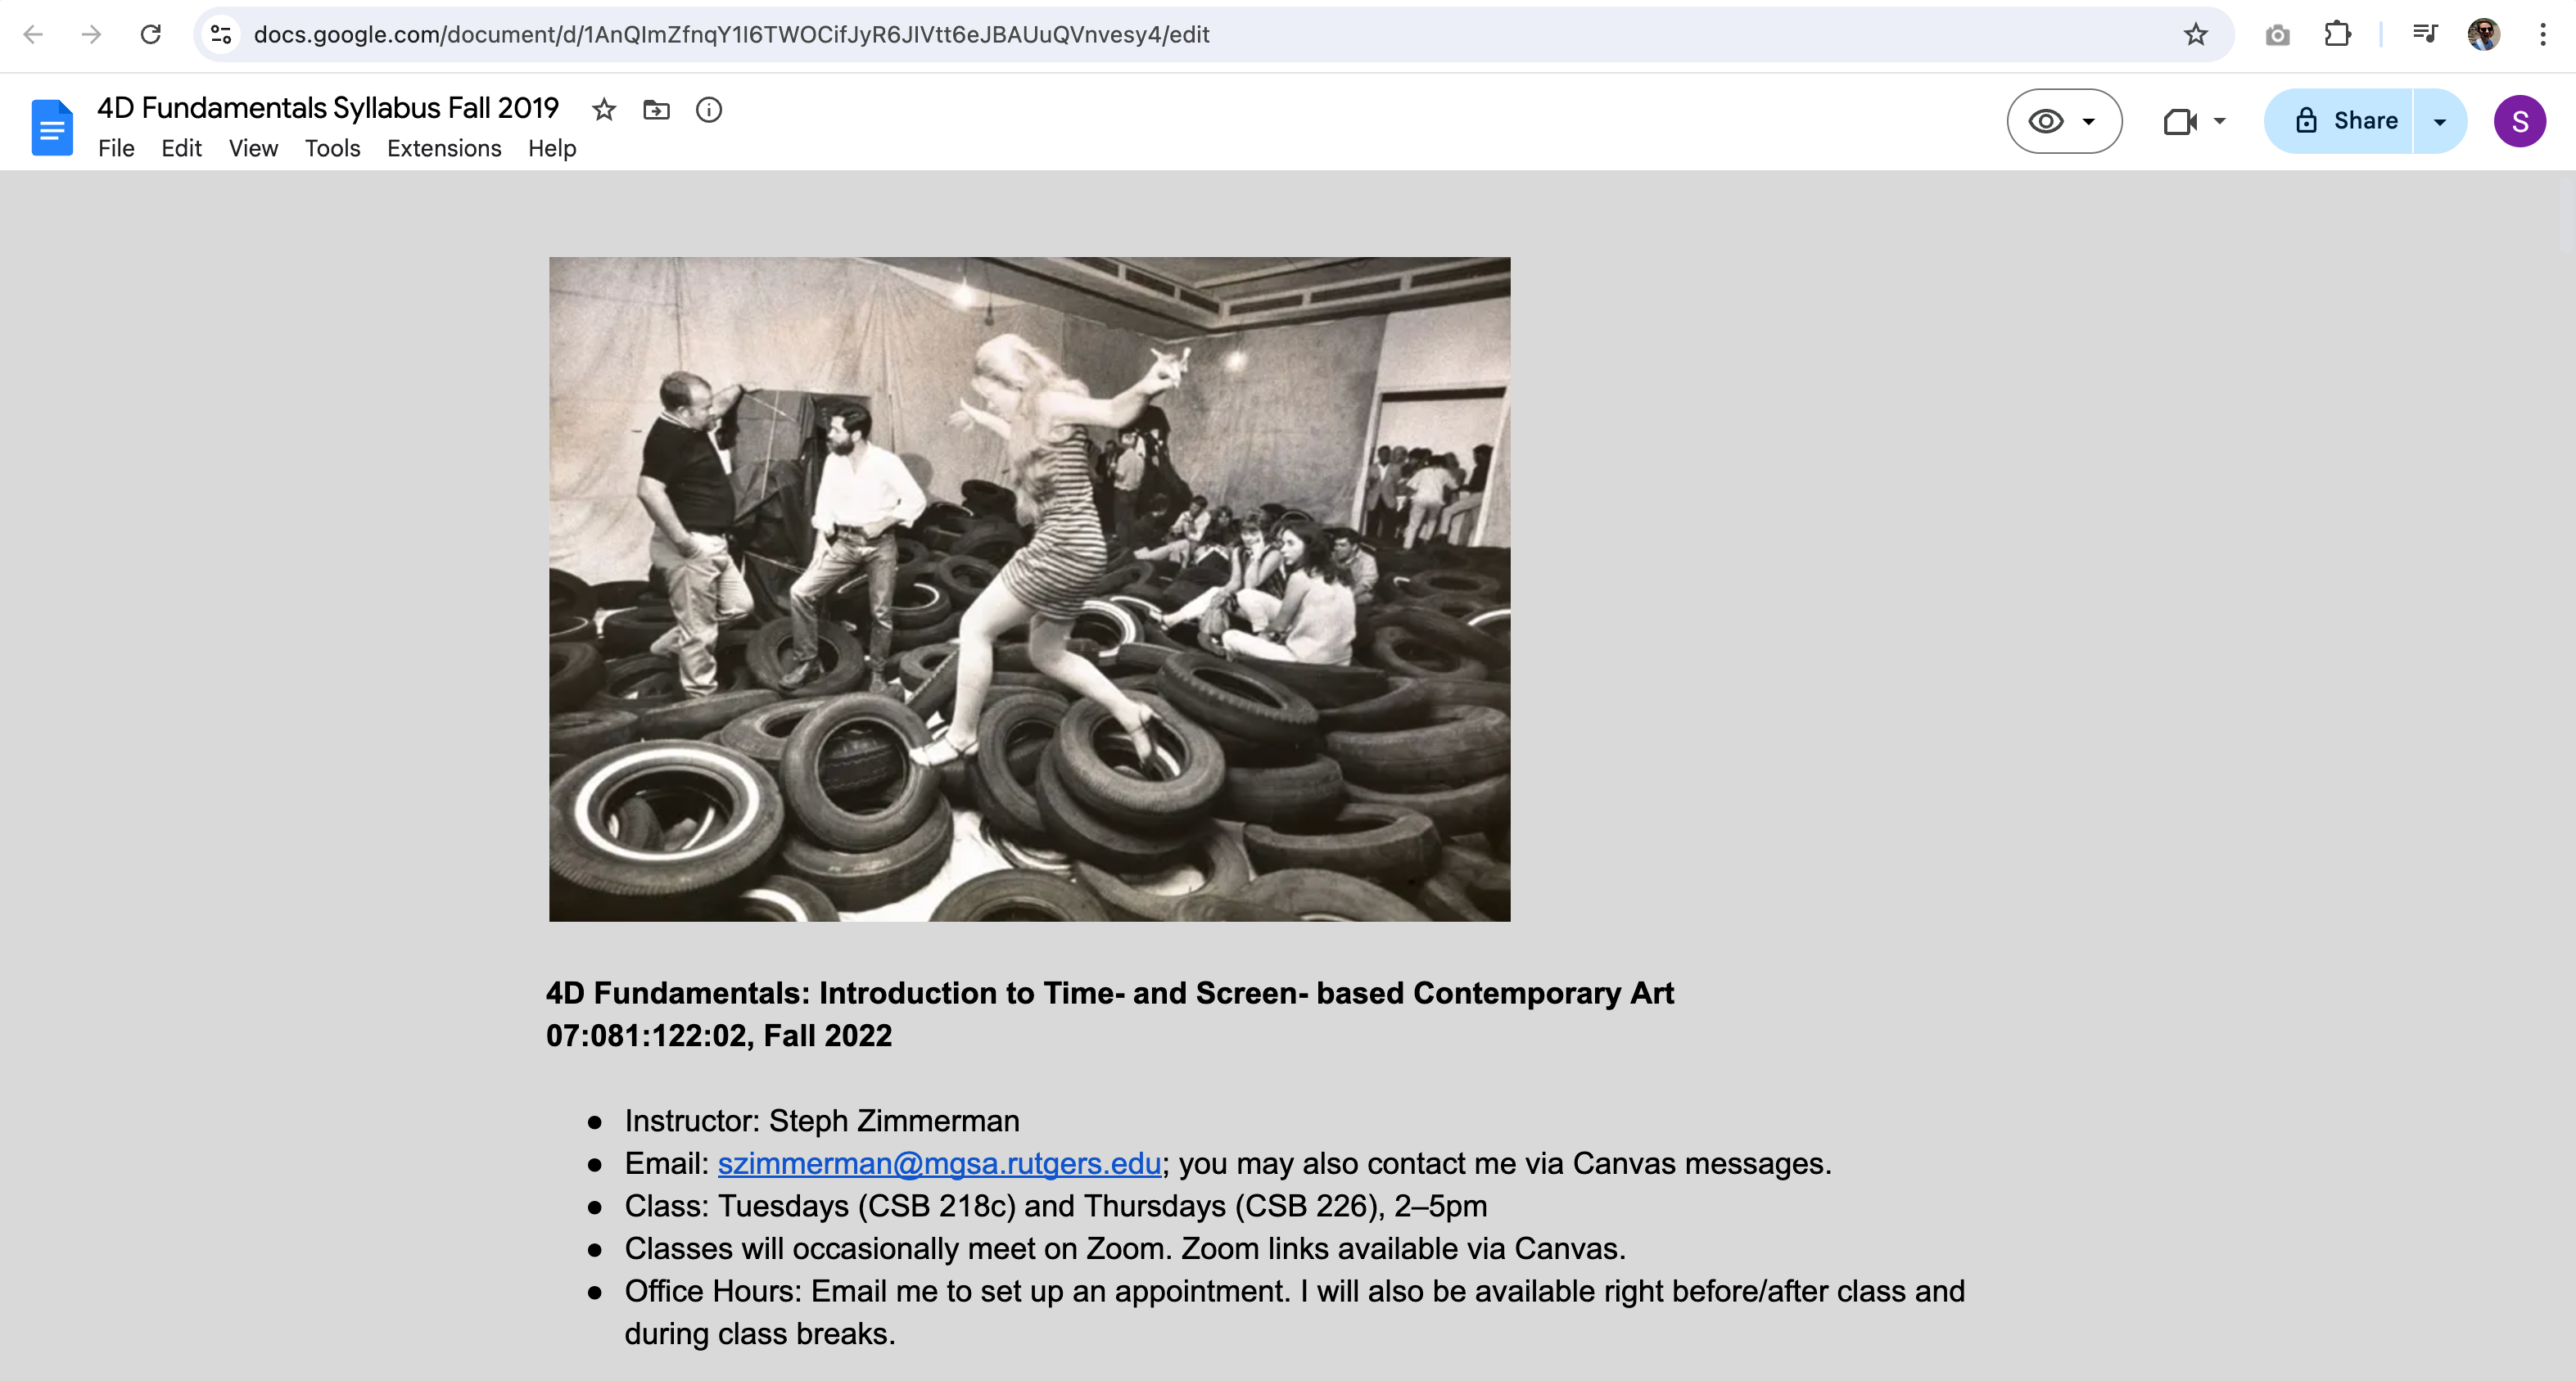 docs.google.com/document/d/1AnQlmZfnqY1I6TWOCifJyR6JIVtt6eJBAUuQVnvesy4/edit
4D Fundamentals Syllabus Fall 2019
File Edit View Tools Extensions Help
Share
S
4D Fundamentals: Introduction to Time- and Screen- based Contemporary Art
07:081:122:02, Fall 2022
● Instructor: Steph Zimmerman
● Email: szimmerman@mgsa.rutgers.edu; you may also contact me via Canvas messages.
● Class: Tuesdays (CSB 218c) and Thursdays (CSB 226), 2–5pm
● Classes will occasionally meet on Zoom. Zoom links available via Canvas.
● Office Hours: Email me to set up an appointment. I will also be available right before/after class and
during class breaks.